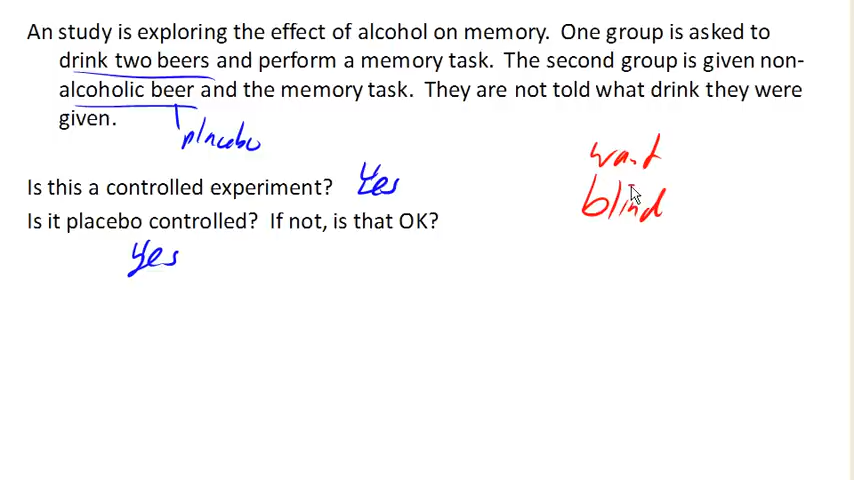 An study is exploring the effect of alcohol on memory. One group is asked to
drink two beers and perform a memory task. The second group is given non-
alcoholic beer and the memory task. They are not told what drink they were
given.
placebo
want
blind
Is this a controlled experiment? Yes
Is it placebo controlled? If not, is that OK?
yes